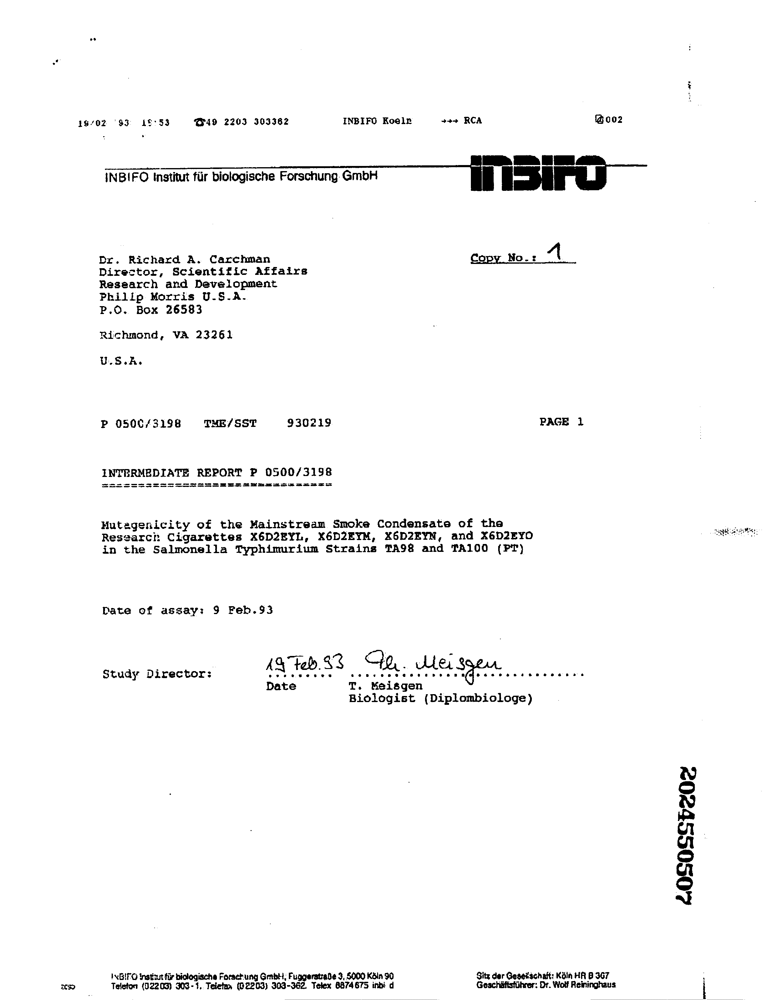 19/02 '93 15:53 ☎49 2203 303362 INBIFO Koeln +++ RCA 002
INBIFO Institut für biologische Forschung GmbH
INBIFO
Dr. Richard A. Carchman
Copy No.: 1
Director, Scientific Affairs
Research and Development
Philip Morris U.S.A.
P.O. Box 26583
Richmond, VA 23261
U.S.A.
P 0500/3198 TME/SST 930219 PAGE 1
INTERMEDIATE REPORT P 0500/3198
================================
Mutagenicity of the Mainstream Smoke Condensate of the
Research Cigarettes X6D2EYL, X6D2EYM, X6D2EYN, and X6D2EYO
in the Salmonella Typhimurium Strains TA98 and TA100 (PT)
Date of assay: 9 Feb.93
19 Feb. 93 Th. Meisgen
Study Director: ......... ................................
Date T. Meisgen
Biologist (Diplombiologe)
2024550507
INBIFO Institut für biologische Forschung GmbH, Fuggerstraße 3, 5000 Köln 90
Telefon (02203) 303-1, Telefax (02203) 303-362, Telex 8874675 inbi d
Sitz der Gesellschaft: Köln HR B 367
Geschäftsführer: Dr. Wolf Reininghaus